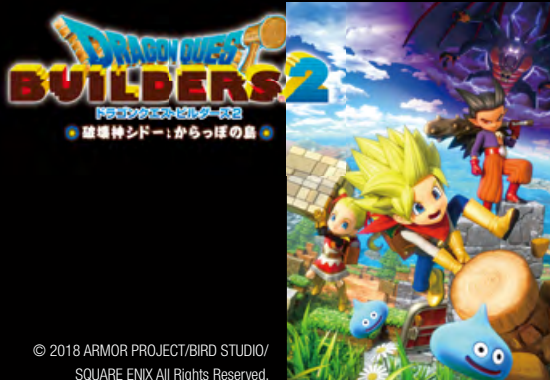 DRAGON QUEST
BUILDERS 2
ドラゴンクエストビルダーズ2
破壊神シドーとからっぽの島
© 2018 ARMOR PROJECT/BIRD STUDIO/
SQUARE ENIX All Rights Reserved.